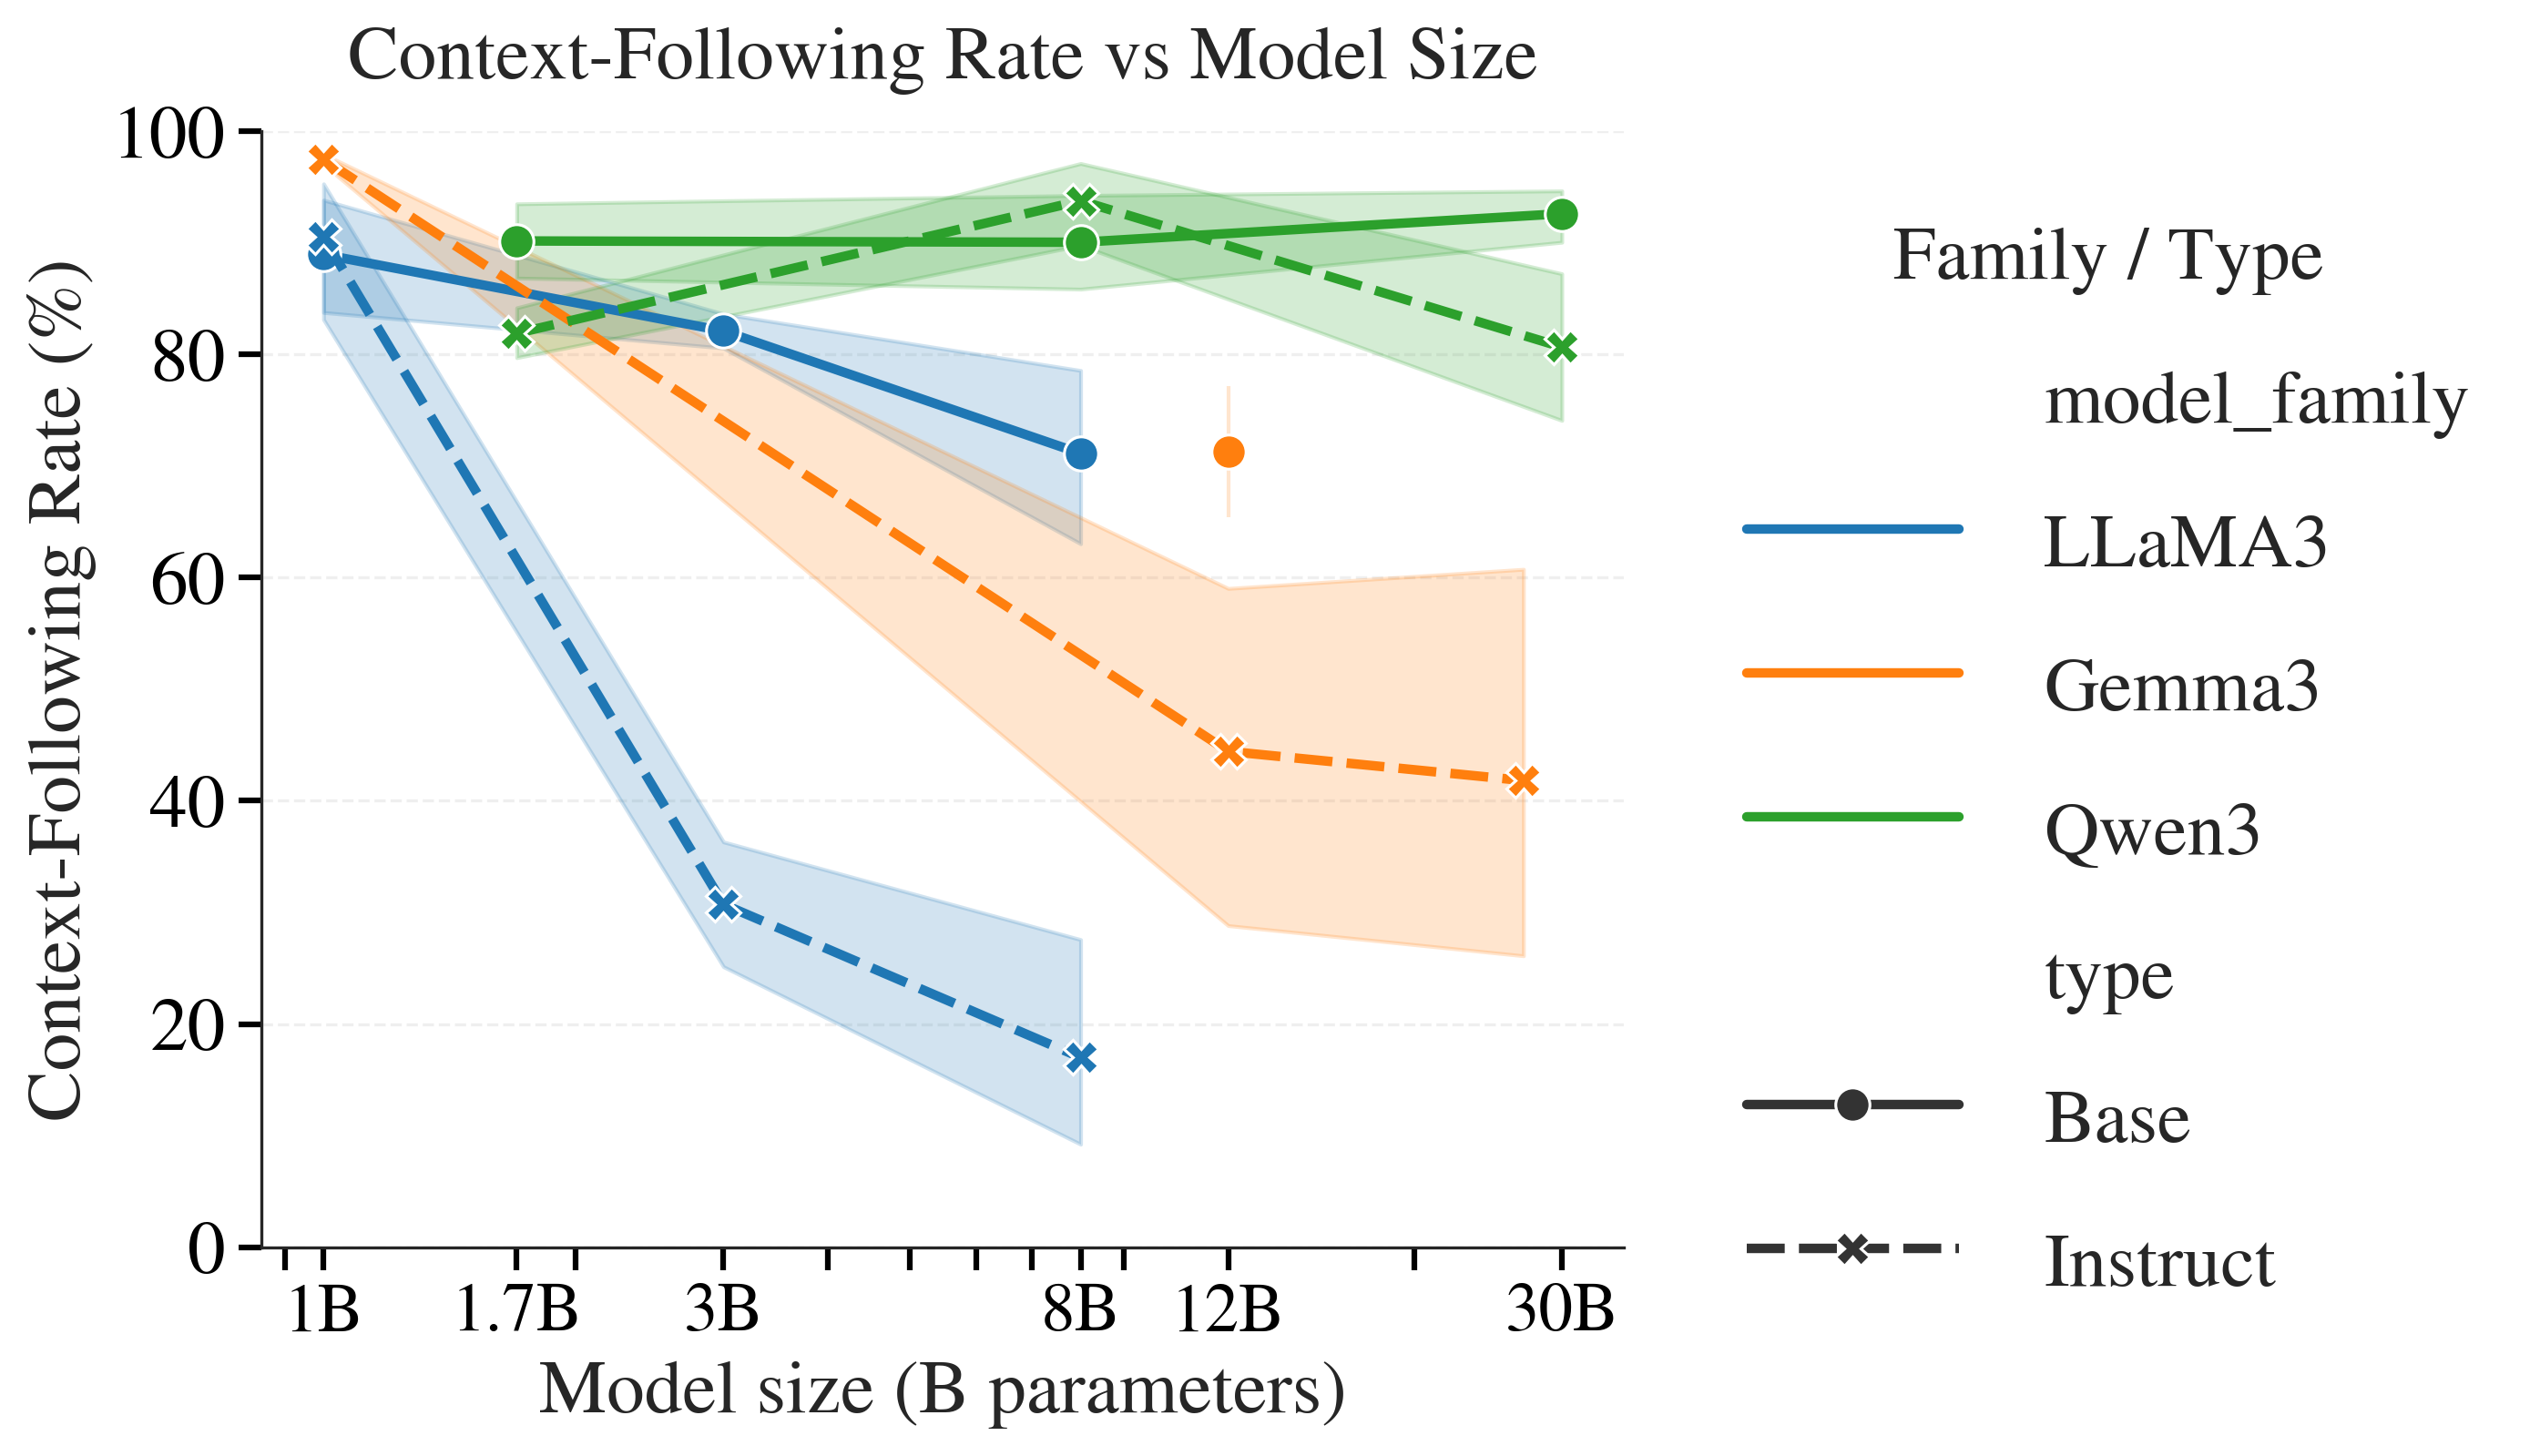 Context-Following Rate vs Model Size
Context-Following Rate (%)
100
80
60
40
20
0
1B 1.7B 3B 8B 12B 30B
Model size (B parameters)
Family / Type
model_family
LLaMA3
Gemma3
Qwen3
type
Base
Instruct